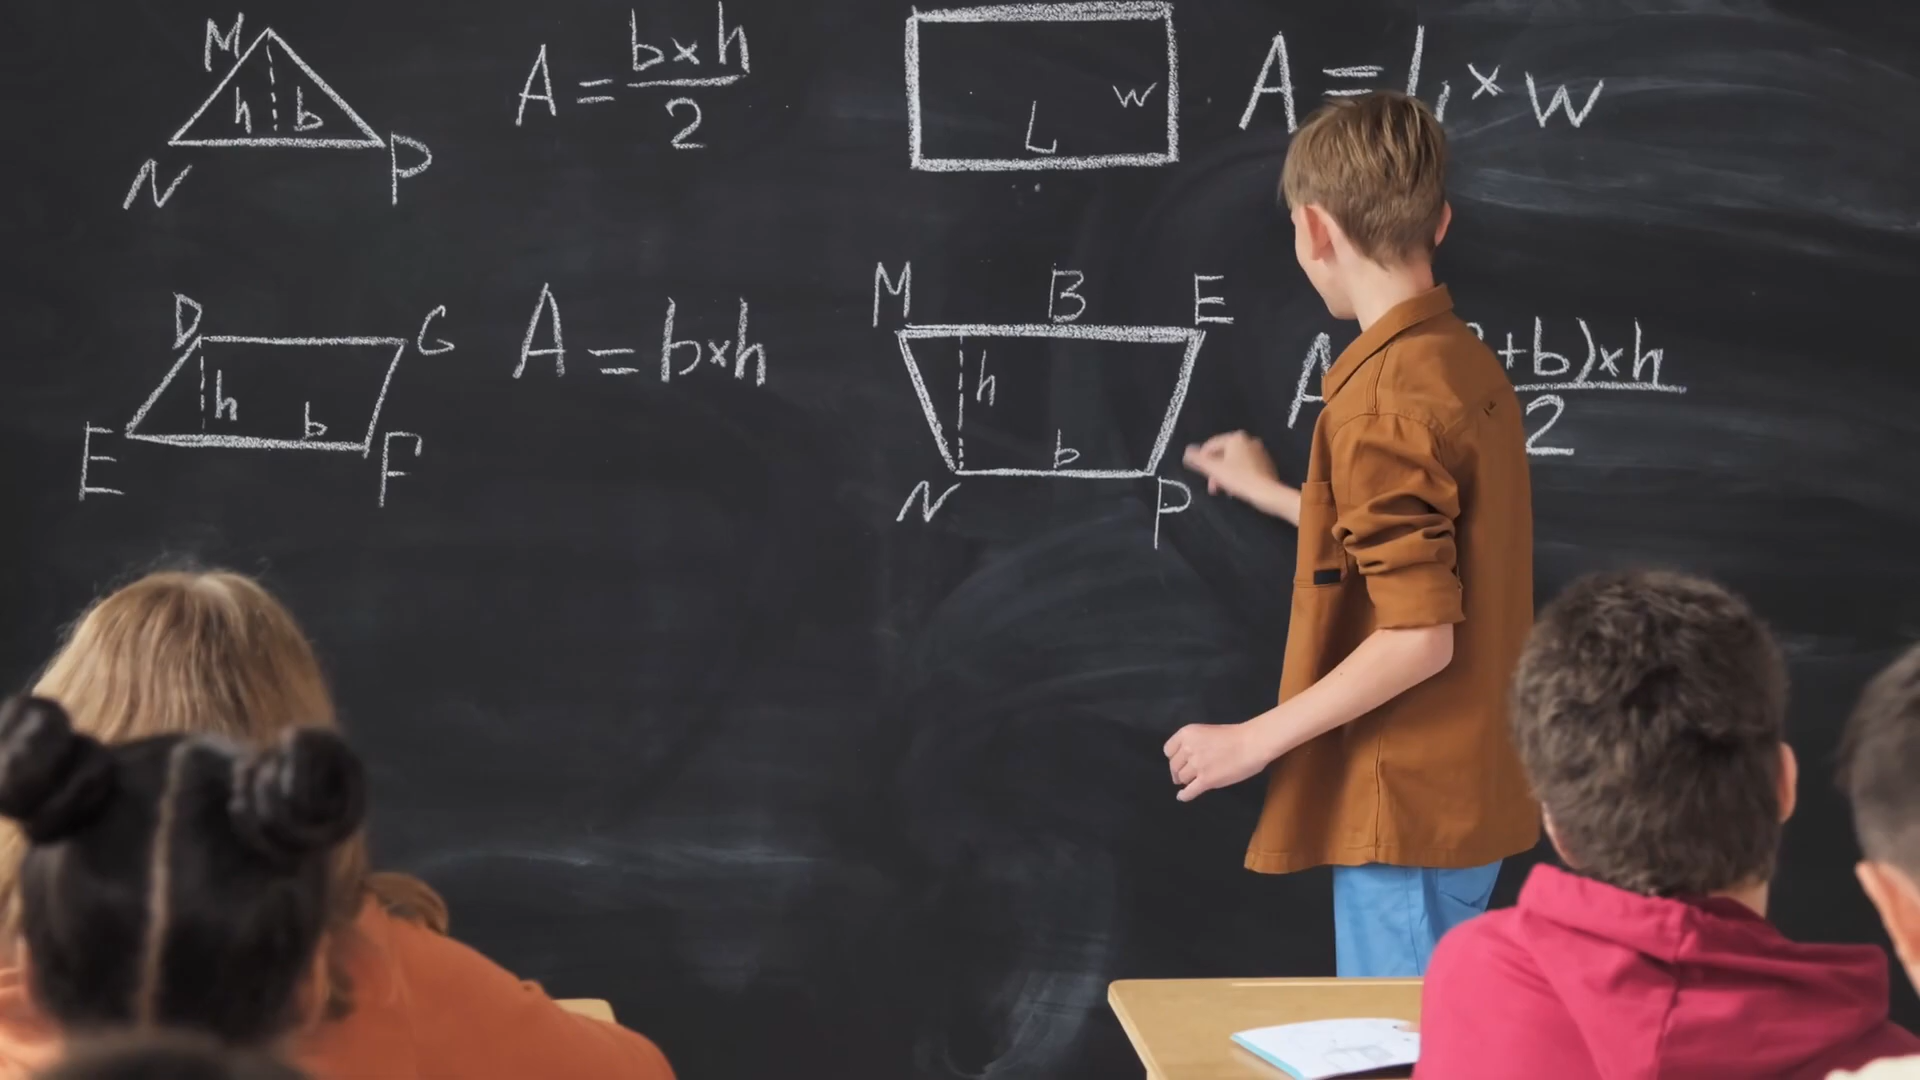 M
h b
N P
A = b×h/2
L w
A = L × w
D G
h b
E F
A = b×h
M B E
h
b
N P
A +b)×h
2